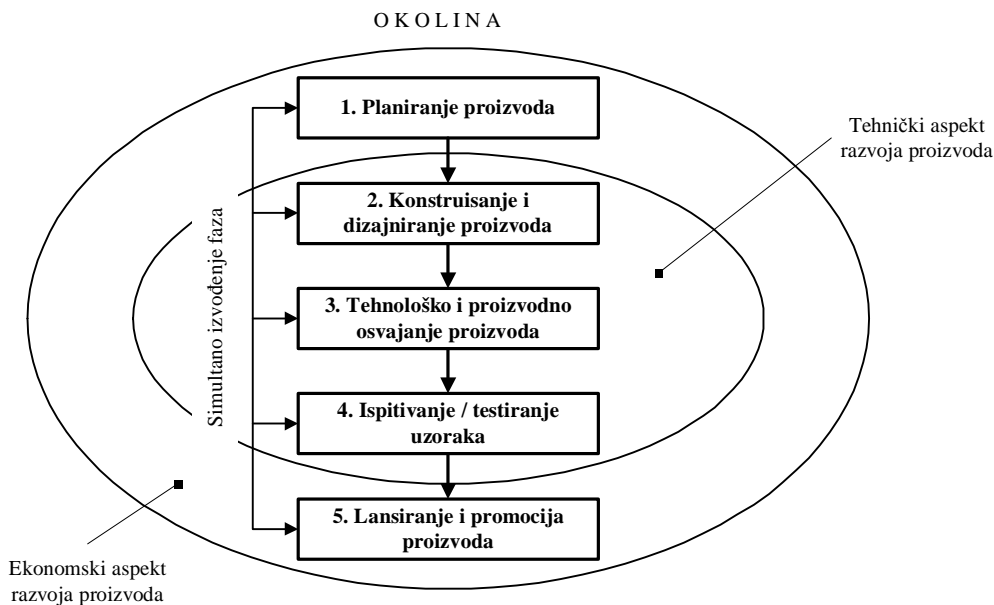 O K O L I N A
1. Planiranje proizvoda
Tehnički aspekt
razvoja proizvoda
2. Konstruisanje i
dizajniranje proizvoda
Simultano izvođenje faza
3. Tehnološko i proizvodno
osvajanje proizvoda
4. Ispitivanje / testiranje
uzoraka
5. Lansiranje i promocija
proizvoda
Ekonomski aspekt
razvoja proizvoda